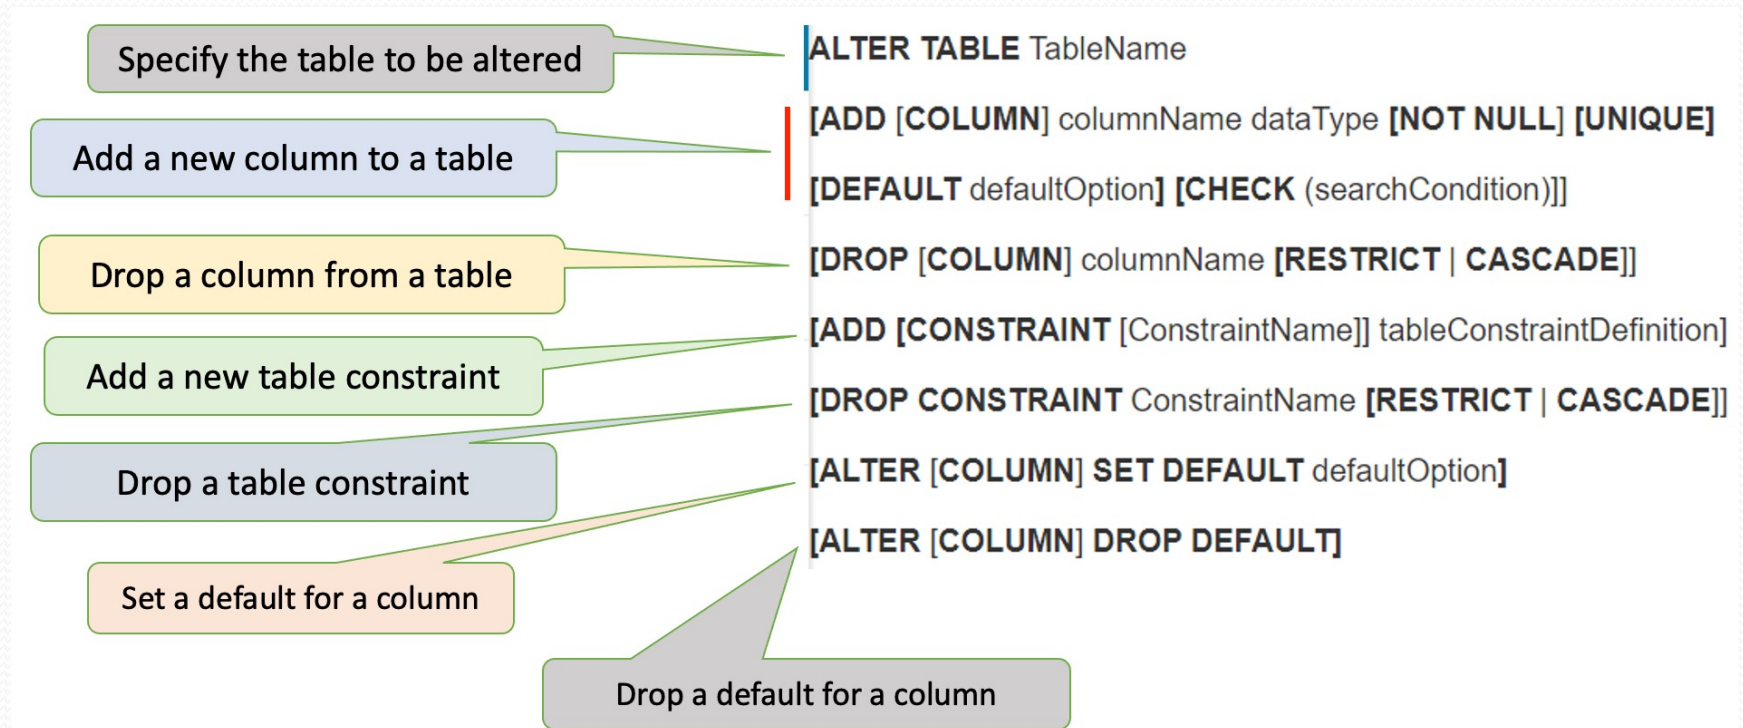 Specify the table to be altered
ALTER TABLE TableName
Add a new column to a table
[ADD [COLUMN] columnName dataType [NOT NULL] [UNIQUE]
[DEFAULT defaultOption] [CHECK (searchCondition)]]
Drop a column from a table
[DROP [COLUMN] columnName [RESTRICT | CASCADE]]
Add a new table constraint
[ADD [CONSTRAINT [ConstraintName]] tableConstraintDefinition]
Drop a table constraint
[DROP CONSTRAINT ConstraintName [RESTRICT | CASCADE]]
Set a default for a column
[ALTER [COLUMN] SET DEFAULT defaultOption]
Drop a default for a column
[ALTER [COLUMN] DROP DEFAULT]